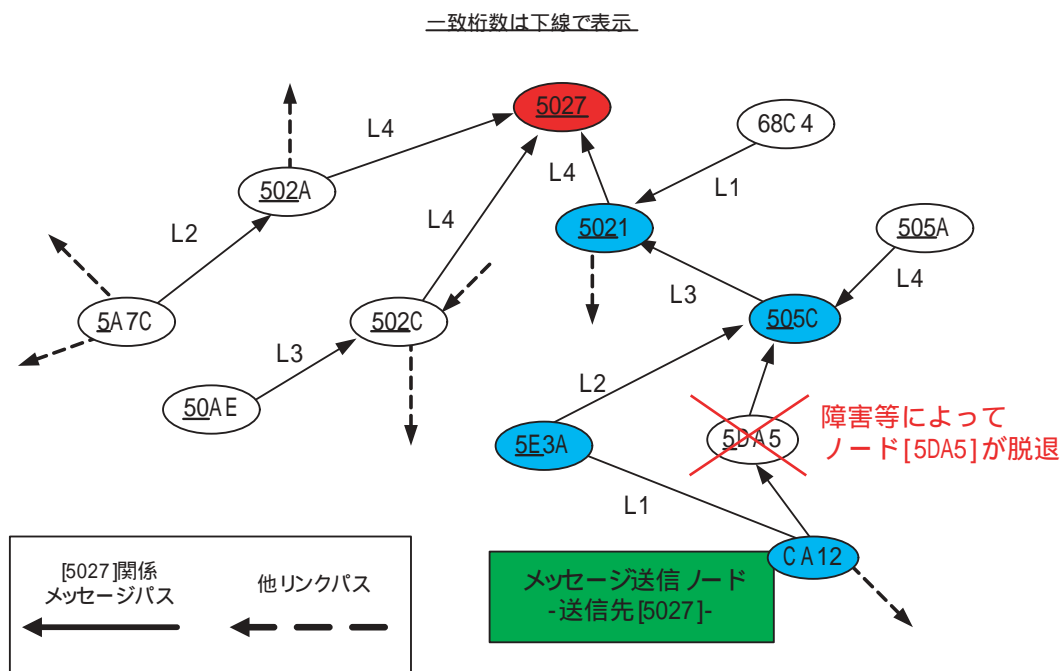 一致桁数は下線で表示
5027
68C4
L4
L1
502A
L4
5021
505A
L2
L4
L3
L4
5A7C
502C
505C
L3
L2
50AE
5E3A
5DA5
障害等によって
ノード[5DA5]が脱退
L1
CA12
[5027]関係
メッセージパス
他リンクパス
メッセージ送信ノード
-送信先[5027]-